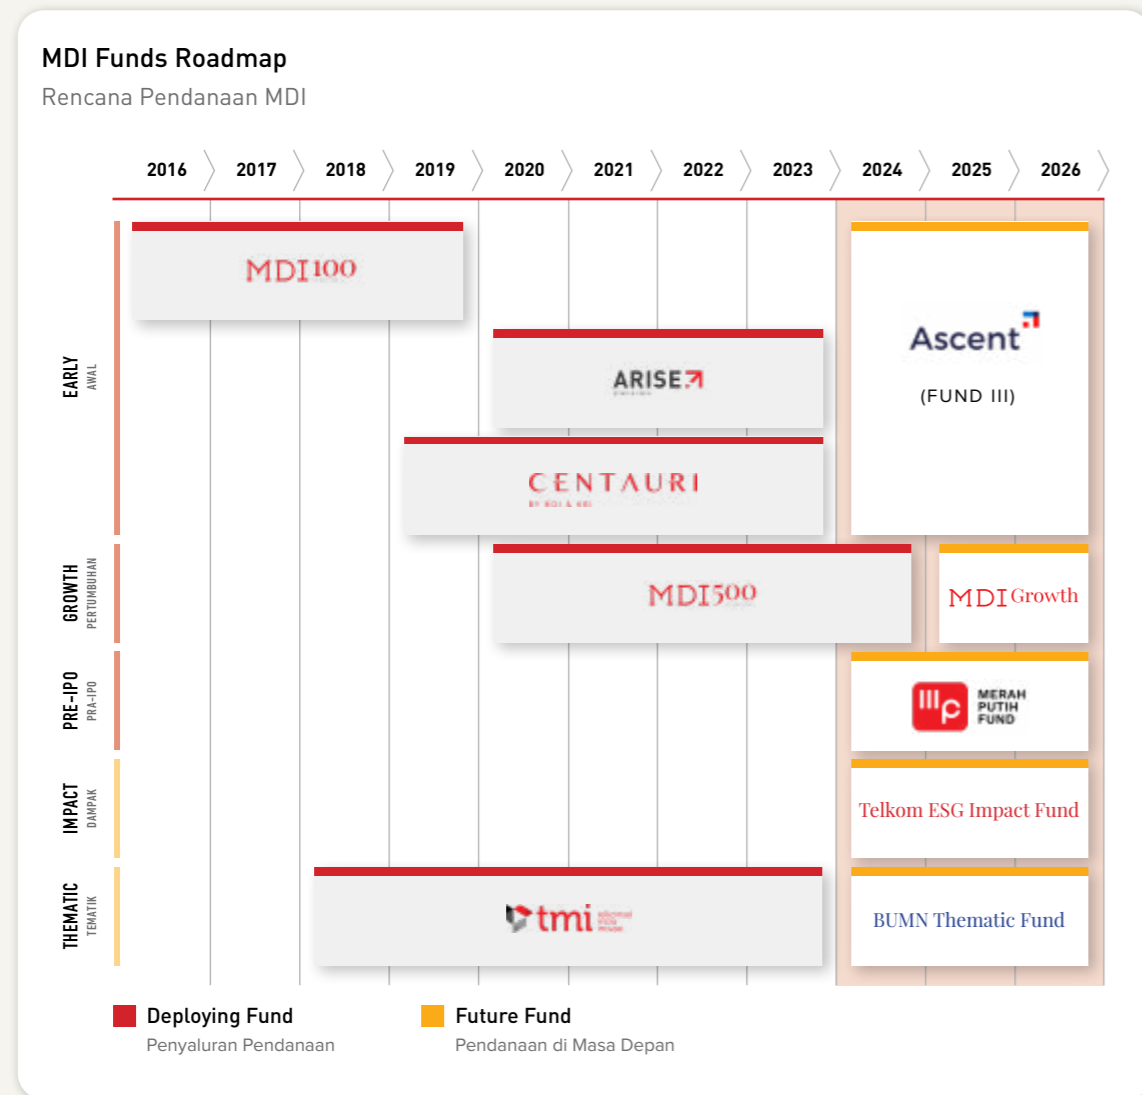 MDI Funds Roadmap
Rencana Pendanaan MDI
2016 2017 2018 2019 2020 2021 2022 2023 2024 2025 2026
EARLY
AWAL
MDI100
ARISE
CENTAURI
Ascent
(FUND III)
GROWTH
PERTUMBUHAN
MDI500
MDI Growth
PRE-IPO
PRA-IPO
MERAH
PUTIH
FUND
IMPACT
DAMPAK
Telkom ESG Impact Fund
THEMATIC
TEMATIK
tmi
BUMN Thematic Fund
Deploying Fund
Penyaluran Pendanaan
Future Fund
Pendanaan di Masa Depan